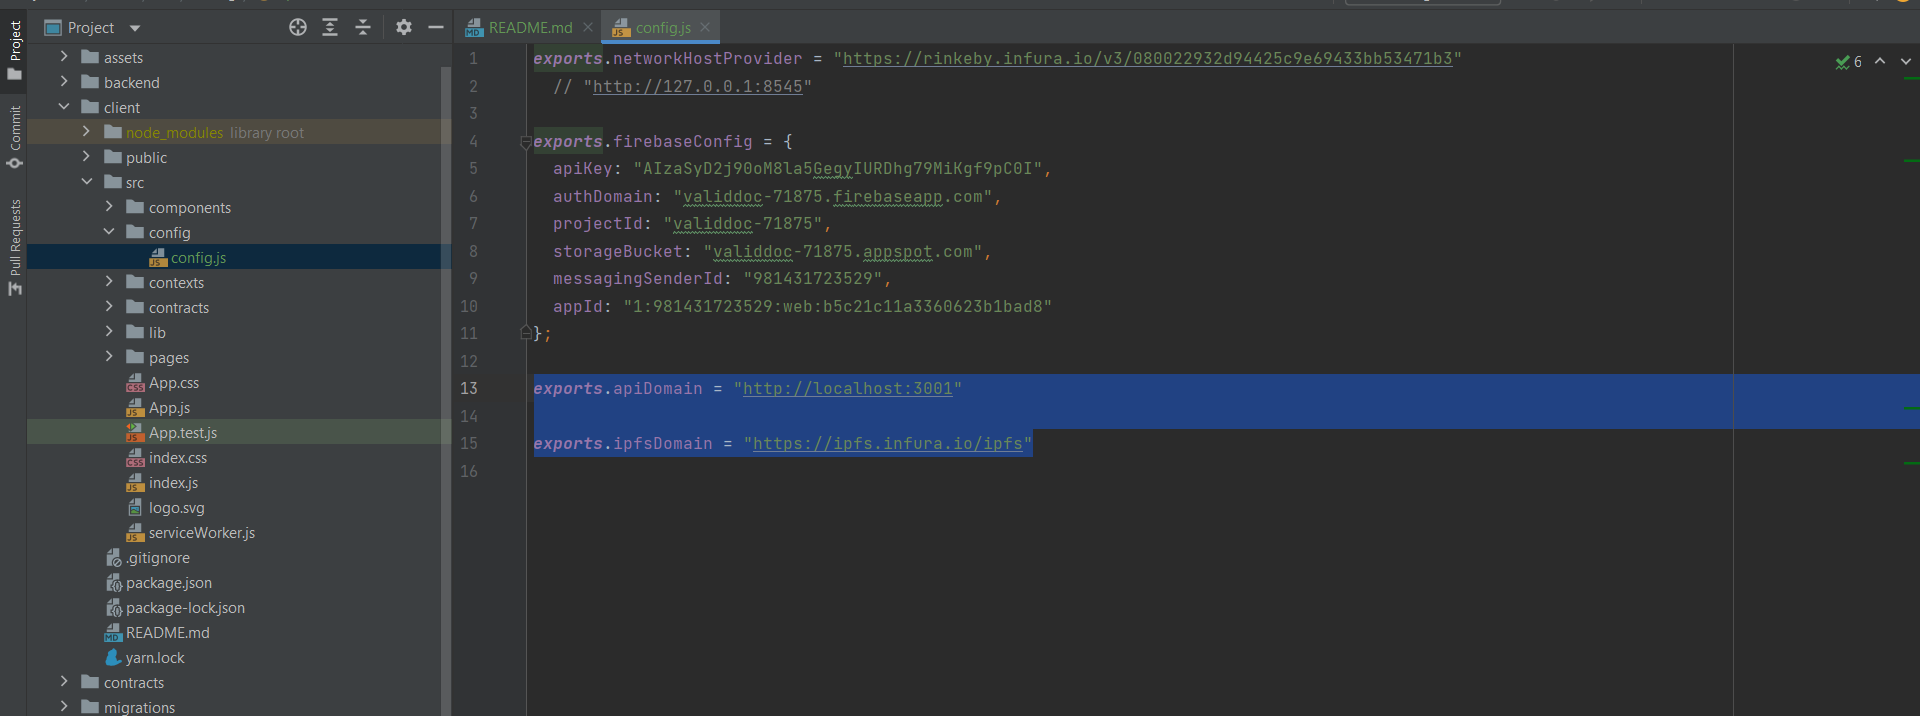 Project
README.md
config.js
Project
Commit
Pull Requests
assets
backend
client
node_modules library root
public
src
components
config
config.js
contexts
contracts
lib
pages
App.css
App.js
App.test.js
index.css
index.js
logo.svg
serviceWorker.js
.gitignore
package.json
package-lock.json
README.md
yarn.lock
contracts
migrations
1 exports.networkHostProvider = "https://rinkeby.infura.io/v3/080022932d94425c9e69433bb53471b3"
2 // "http://127.0.0.1:8545"
3
4 exports.firebaseConfig = {
5 apiKey: "AIzaSyD2j90oM8la5GegyIURDhg79MiKgf9pC0I",
6 authDomain: "validdoc-71875.firebaseapp.com",
7 projectId: "validdoc-71875",
8 storageBucket: "validdoc-71875.appspot.com",
9 messagingSenderId: "981431723529",
10 appId: "1:981431723529:web:b5c21c11a3360623b1bad8"
11 };
12
13 exports.apiDomain = "http://localhost:3001"
14
15 exports.ipfsDomain = "https://ipfs.infura.io/ipfs"
16
6